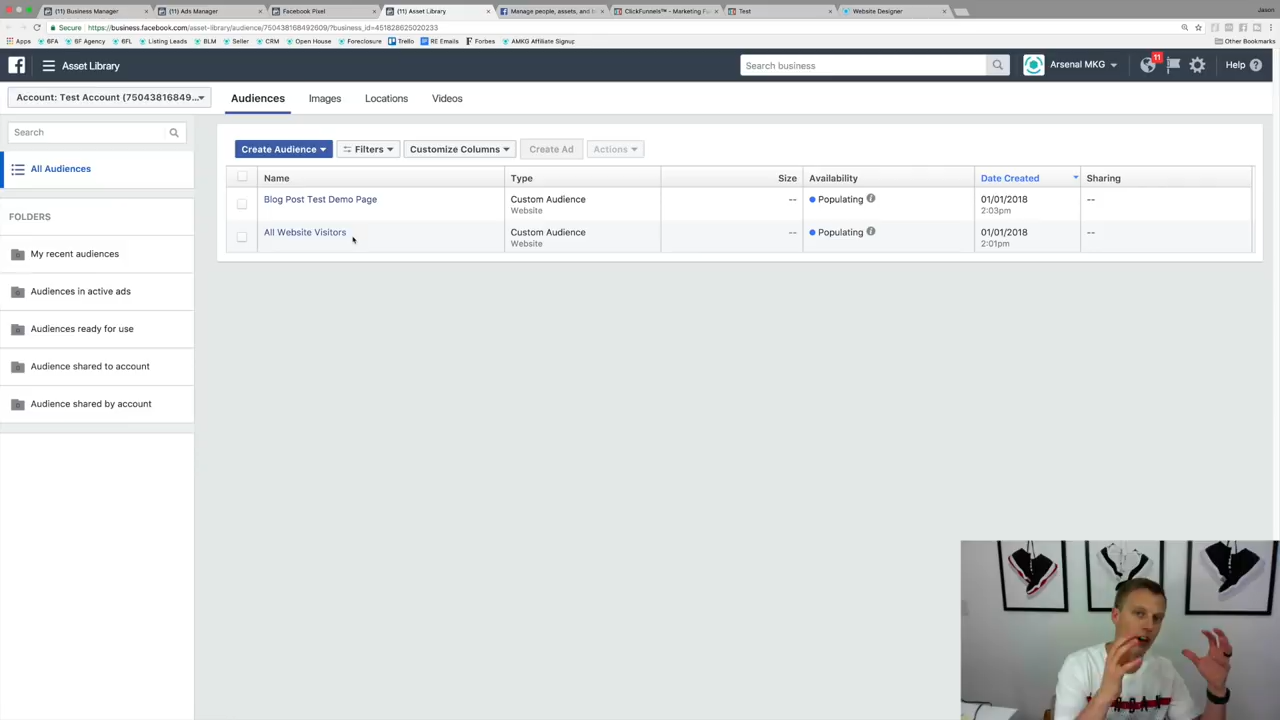 (11) Business Manager
(11) Ads Manager
Facebook Pixel
(11) Asset Library
Manage people, assets, and
ClickFunnels™ - Marketing Fu
Test
Website Designer
Jason
Secure
https://business.facebook.com/asset-library/audience/750438168492609/?business_id=451828625020233
Apps
6FA
6F Agency
6FL
Listing Leads
BLM
Seller
CRM
Open House
Foreclosure
Trello
RE Emails
Forbes
AMKG Affiliate Signup
Other Bookmarks
Asset Library
Search business
Arsenal MKG
11
Help
Account: Test Account (75043816849...
Audiences
Images
Locations
Videos
Search
All Audiences
FOLDERS
My recent audiences
Audiences in active ads
Audiences ready for use
Audience shared to account
Audience shared by account
Create Audience
Filters
Customize Columns
Create Ad
Actions
Name
Type
Size
Availability
Date Created
Sharing
Blog Post Test Demo Page
Custom Audience
Website
--
Populating
01/01/2018
2:03pm
--
All Website Visitors
Custom Audience
Website
--
Populating
01/01/2018
2:01pm
--